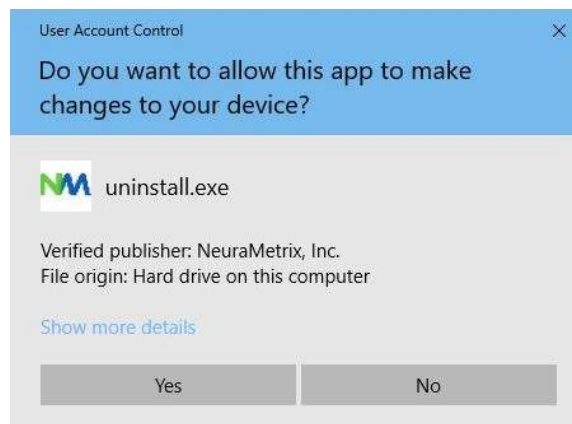 User Account Control
Do you want to allow this app to make
changes to your device?
NM uninstall.exe
Verified publisher: NeuraMetrix, Inc.
File origin: Hard drive on this computer
Show more details
Yes No